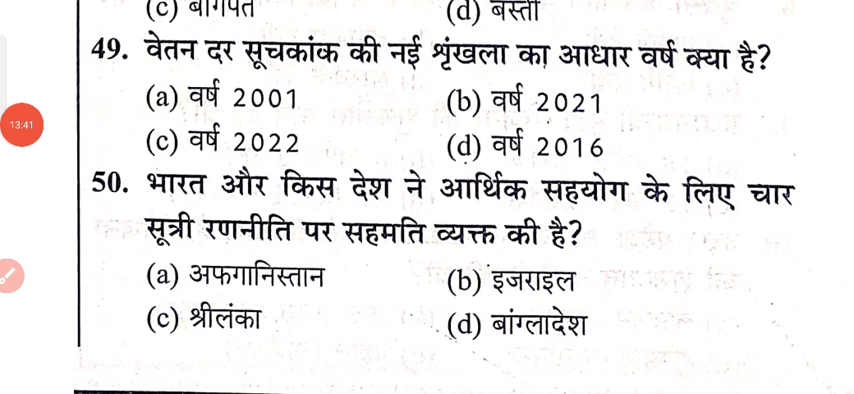 (c) बागपत (d) बस्ती
49. वेतन दर सूचकांक की नई श्रृंखला का आधार वर्ष क्या है?
(a) वर्ष 2001 (b) वर्ष 2021
(c) वर्ष 2022 (d) वर्ष 2016
50. भारत और किस देश ने आर्थिक सहयोग के लिए चार
सूत्री रणनीति पर सहमति व्यक्त की है?
(a) अफगानिस्तान (b) इजराइल
(c) श्रीलंका (d) बांग्लादेश
13:41